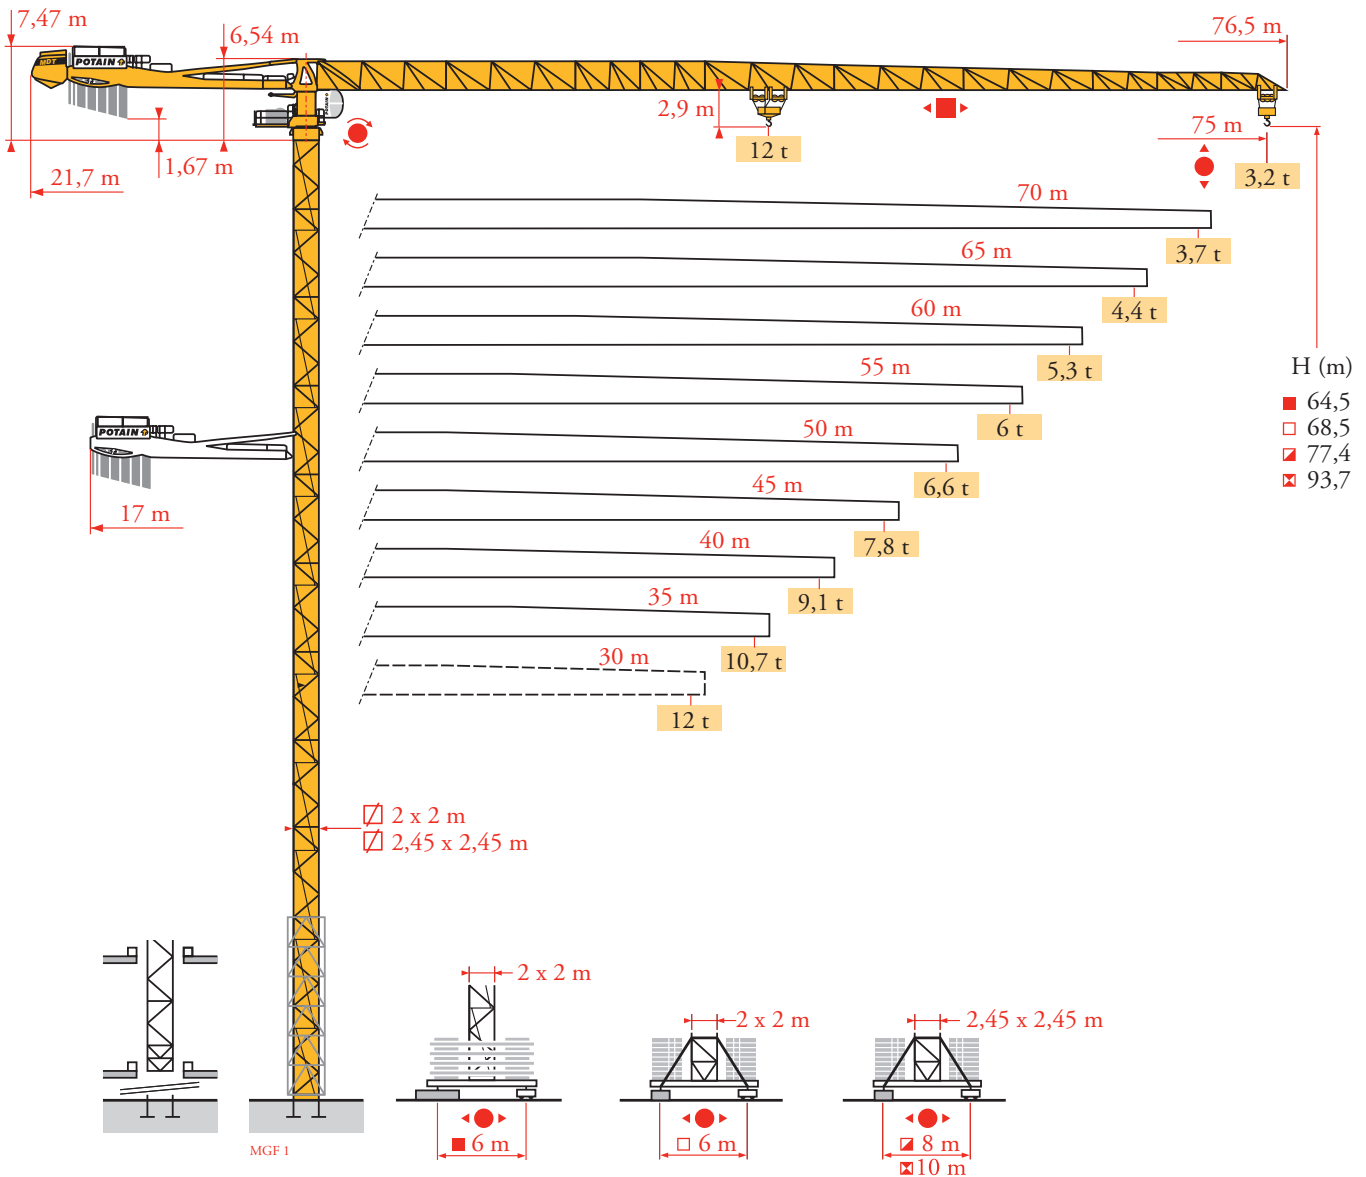 7,47 m
6,54 m
76,5 m
MDT
POTAIN
POTAIN
2,9 m
75 m
12 t
1,67 m
21,7 m
3,2 t
70 m
3,7 t
65 m
4,4 t
60 m
5,3 t
H (m)
64,5
68,5
77,4
93,7
55 m
6 t
50 m
POTAIN
6,6 t
45 m
17 m
7,8 t
40 m
9,1 t
35 m
10,7 t
30 m
12 t
2 x 2 m
2,45 x 2,45 m
2 x 2 m
2 x 2 m
2,45 x 2,45 m
MGF 1
6 m
6 m
8 m
10 m